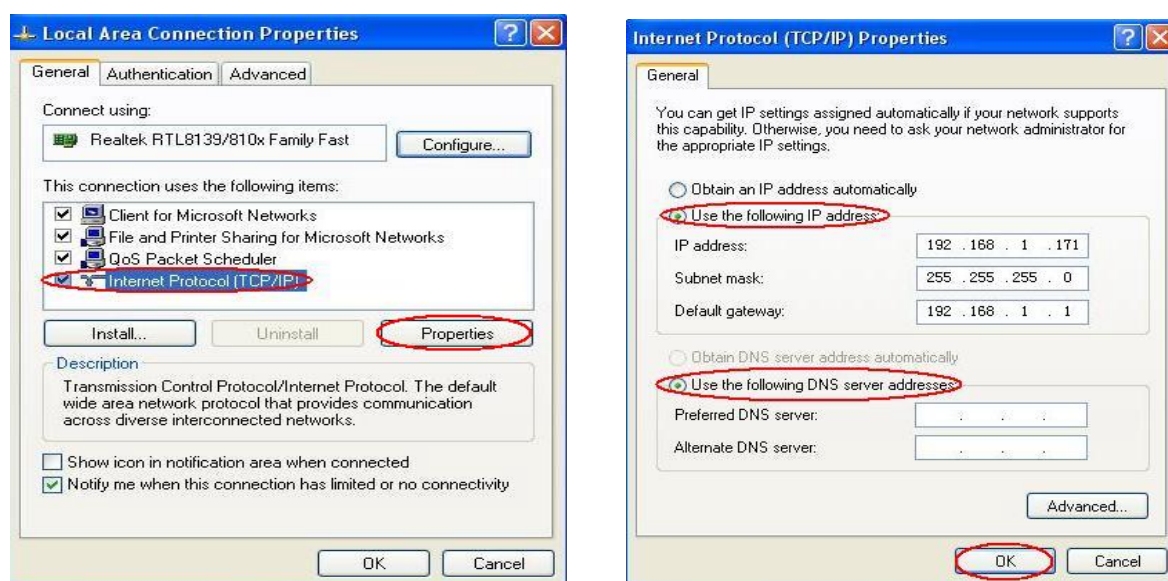 Local Area Connection Properties
General Authentication Advanced
Connect using:
Realtek RTL8139/810x Family Fast
Configure...
This connection uses the following items:
Client for Microsoft Networks
File and Printer Sharing for Microsoft Networks
QoS Packet Scheduler
Internet Protocol (TCP/IP)
Install... Uninstall Properties
Description
Transmission Control Protocol/Internet Protocol. The default
wide area network protocol that provides communication
across diverse interconnected networks.
Show icon in notification area when connected
Notify me when this connection has limited or no connectivity
OK Cancel
Internet Protocol (TCP/IP) Properties
General
You can get IP settings assigned automatically if your network supports
this capability. Otherwise, you need to ask your network administrator for
the appropriate IP settings.
Obtain an IP address automatically
Use the following IP address:
IP address: 192 . 168 . 1 . 171
Subnet mask: 255 . 255 . 255 . 0
Default gateway: 192 . 168 . 1 . 1
Obtain DNS server address automatically
Use the following DNS server addresses:
Preferred DNS server: . . .
Alternate DNS server: . . .
Advanced...
OK Cancel